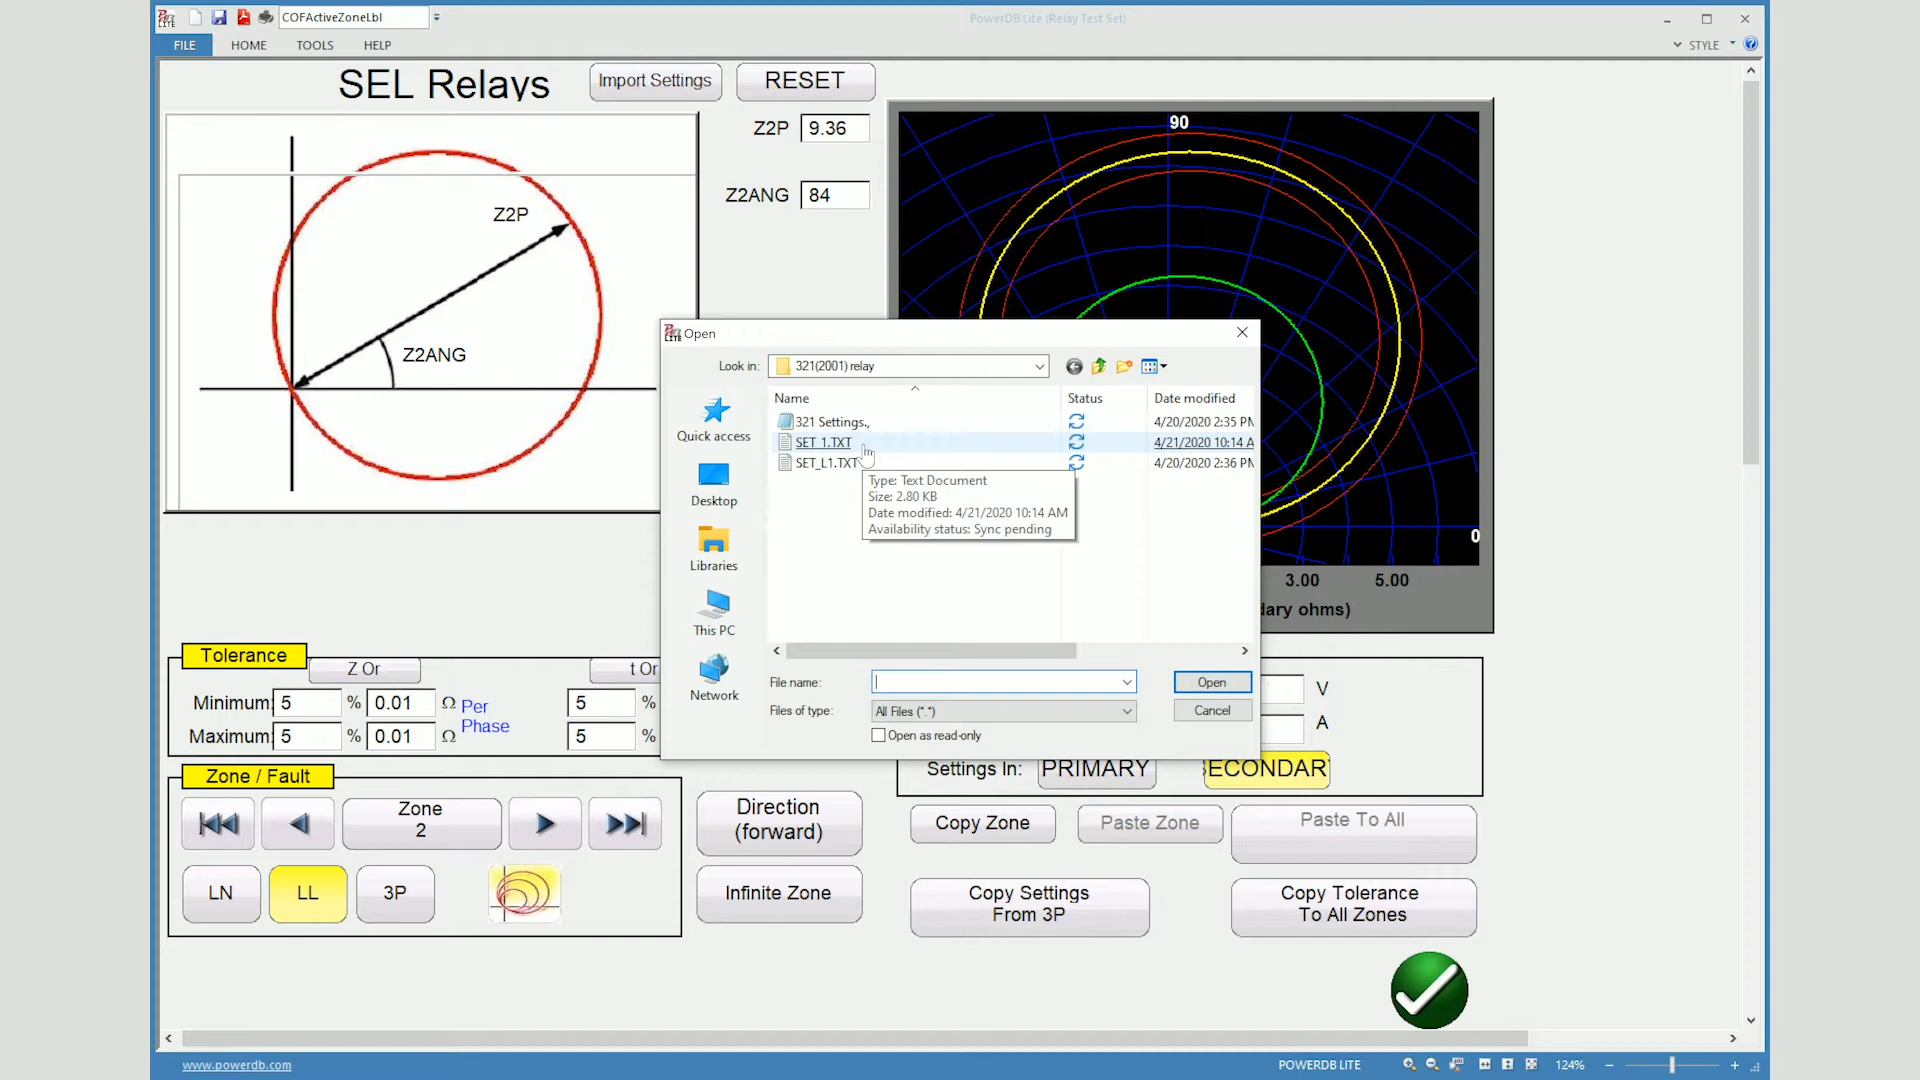 COFActiveZone.lbl
PowerDB Lite (Relay Test Set)
FILE HOME TOOLS HELP
STYLE
SEL Relays
Import Settings
RESET
Z2P 9.36
Z2ANG 84
Z2P
Z2ANG
90
0
3.00 5.00
dary ohms)
LITE
Open
Look in: 321(2001) relay
Name Status Date modified
321 Settings., 4/20/2020 2:35 PM
SET_1.TXT 4/21/2020 10:14 A
SET_L1.TXT 4/20/2020 2:36 PM
Type: Text Document
Size: 2.80 KB
Date modified: 4/21/2020 10:14 AM
Availability status: Sync pending
Quick access
Desktop
Libraries
This PC
Network
File name:
Open
Files of type: All Files (*.*)
Cancel
Open as read-only
Tolerance
Z Or
t Or
Minimum: 5 % 0.01 Ω Per Phase 5 %
Maximum: 5 % 0.01 Ω 5 %
V
A
Settings In: PRIMARY SECONDARY
Zone / Fault
Zone
2
LN LL 3P
Direction
(forward)
Infinite Zone
Copy Zone
Paste Zone
Paste To All
Copy Settings
From 3P
Copy Tolerance
To All Zones
www.powerdb.com
POWERDB LITE
124%